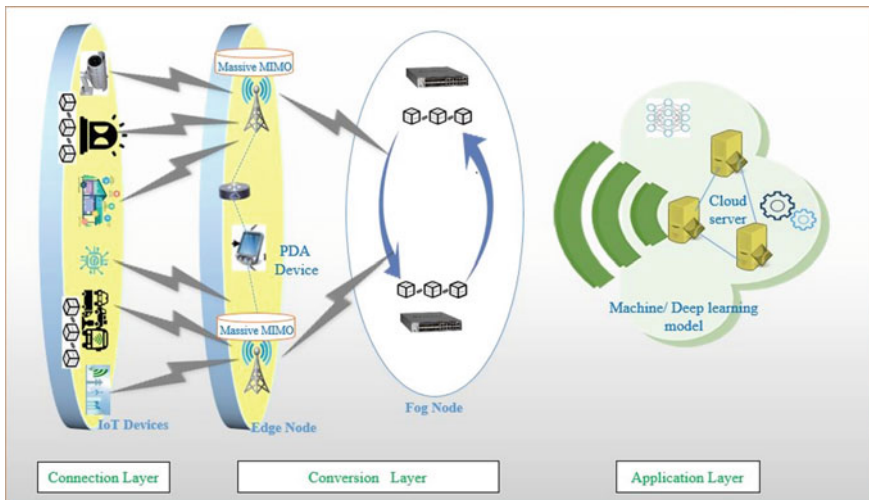 Massive MIMO
PDA
Device
Massive MIMO
IoT Devices
Edge Node
Fog Node
Cloud
server
Machine/ Deep learning
model
Connection Layer
Conversion Layer
Application Layer